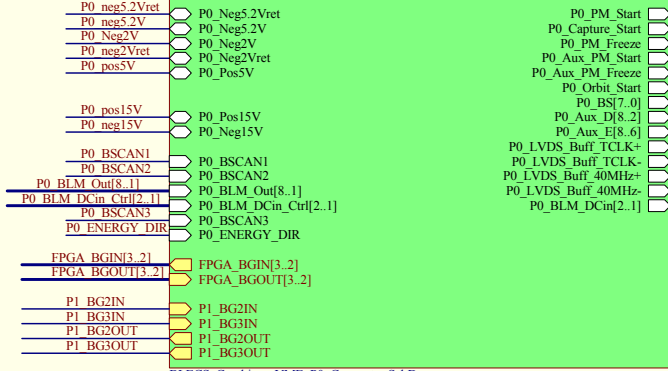 P0_neg5.2Vret P0_Neg5.2Vret P0_PM_Start
P0_neg5.2V P0_Neg5.2V P0_Capture_Start
P0_Neg2V P0_Neg2V P0_PM_Freeze
P0_neg2Vret P0_Neg2Vret P0_Aux_PM_Start
P0_pos5V P0_Pos5V P0_Aux_PM_Freeze
P0_Orbit_Start
P0_BS[7..0]
P0_pos15V P0_Pos15V P0_Aux_D[8..2]
P0_neg15V P0_Neg15V P0_Aux_E[8..6]
P0_LVDS_Buff_TCLK+
P0_BSCAN1 P0_BSCAN1 P0_LVDS_Buff_TCLK-
P0_BSCAN2 P0_BSCAN2 P0_LVDS_Buff_40MHz+
P0_BLM_Out[8..1] P0_BLM_Out[8..1] P0_LVDS_Buff_40MHz-
P0_BLM_DCin_Ctrl[2..1] P0_BLM_DCin_Ctrl[2..1] P0_BLM_DCin[2..1]
P0_BSCAN3 P0_BSCAN3
P0_ENERGY_DIR P0_ENERGY_DIR
FPGA_BGIN[3..2] FPGA_BGIN[3..2]
FPGA_BGOUT[3..2] FPGA_BGOUT[3..2]
P1_BG2IN P1_BG2IN
P1_BG3IN P1_BG3IN
P1_BG2OUT P1_BG2OUT
P1_BG3OUT P1_BG3OUT